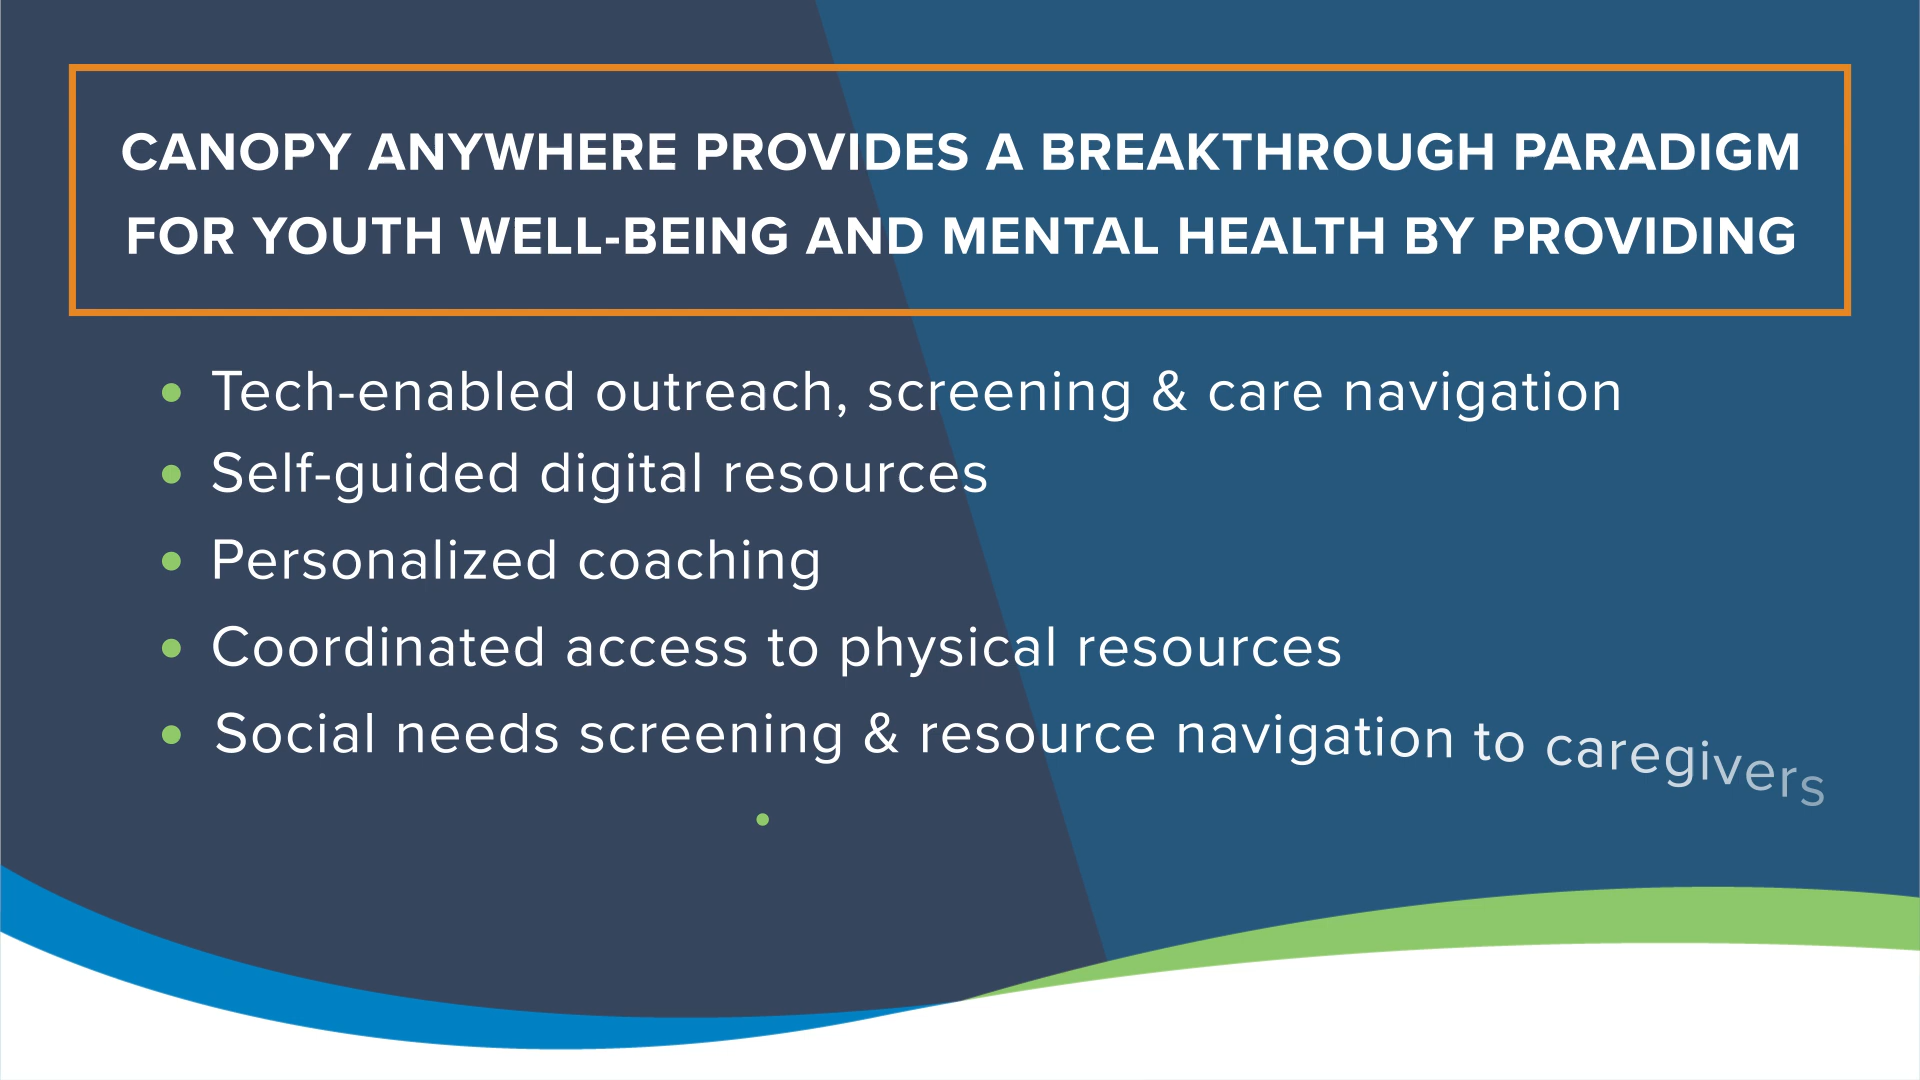 CANOPY ANYWHERE PROVIDES A BREAKTHROUGH PARADIGM
FOR YOUTH WELL-BEING AND MENTAL HEALTH BY PROVIDING
• Tech-enabled outreach, screening & care navigation
• Self-guided digital resources
• Personalized coaching
• Coordinated access to physical resources
• Social needs screening & resource navigation to caregivers
•